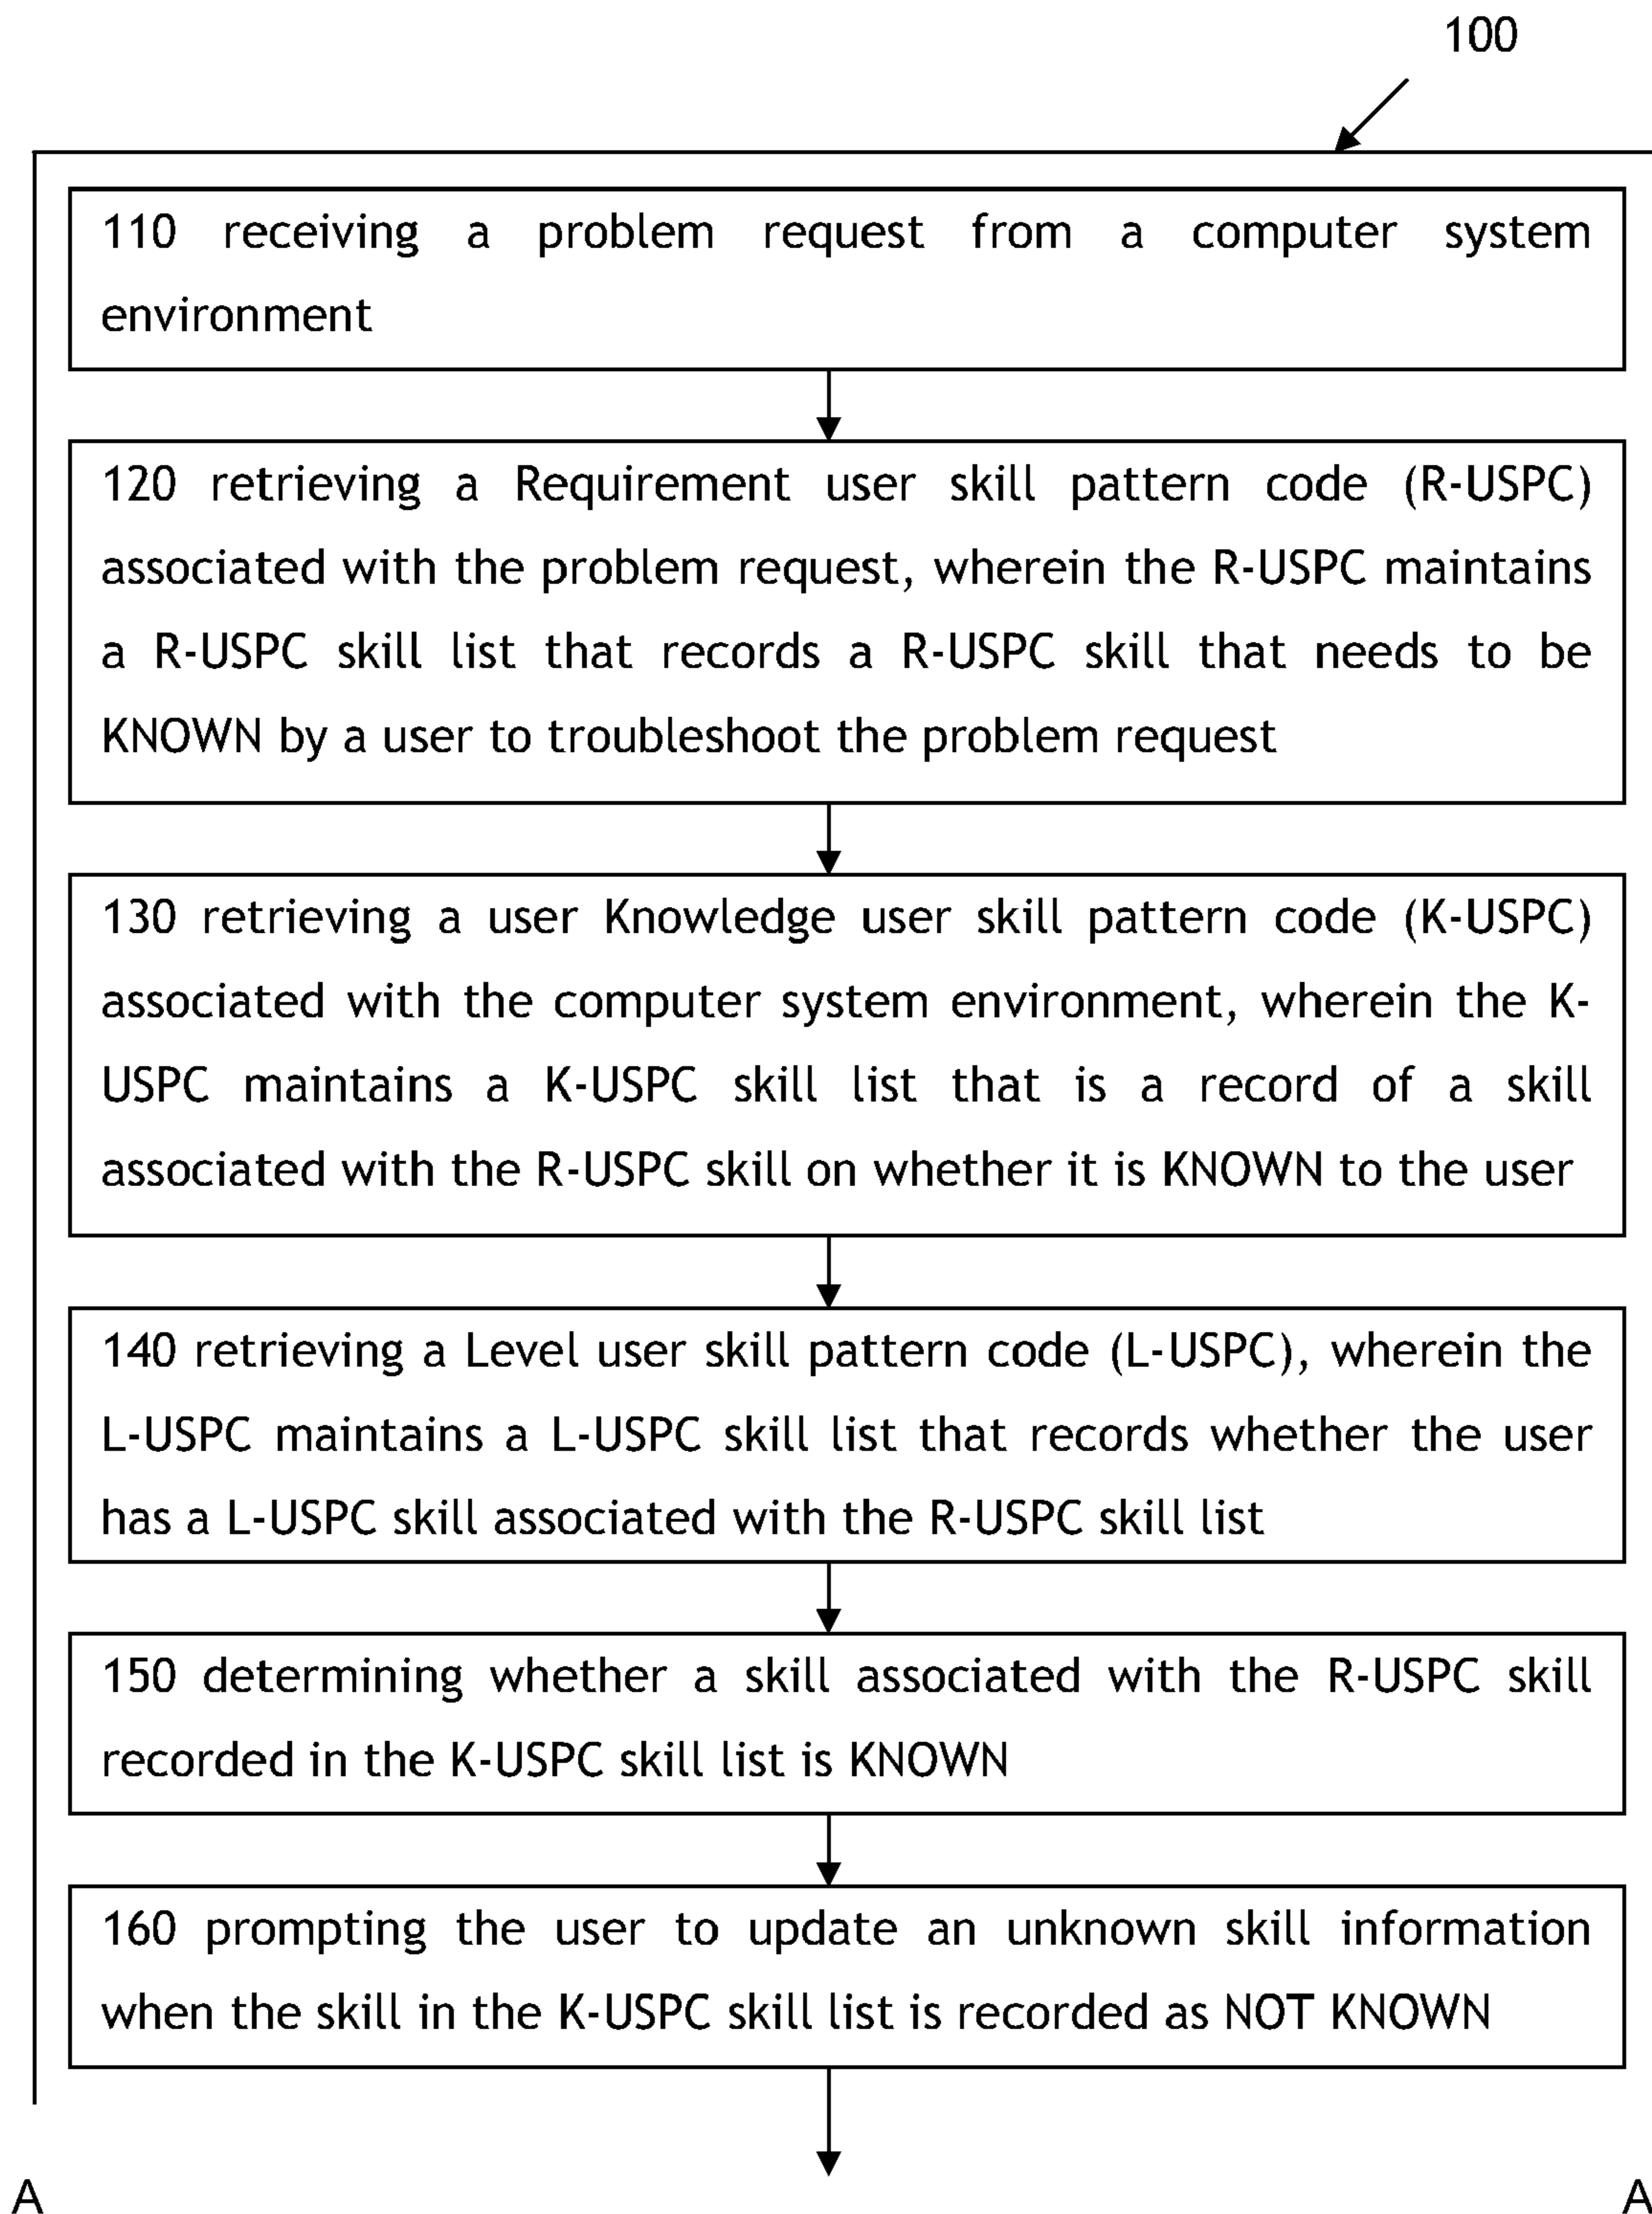 100
110 receiving a problem request from a computer system
environment
120 retrieving a Requirement user skill pattern code (R-USPC)
associated with the problem request, wherein the R-USPC maintains
a R-USPC skill list that records a R-USPC skill that needs to be
KNOWN by a user to troubleshoot the problem request
130 retrieving a user Knowledge user skill pattern code (K-USPC)
associated with the computer system environment, wherein the K-
USPC maintains a K-USPC skill list that is a record of a skill
associated with the R-USPC skill on whether it is KNOWN to the user
140 retrieving a Level user skill pattern code (L-USPC), wherein the
L-USPC maintains a L-USPC skill list that records whether the user
has a L-USPC skill associated with the R-USPC skill list
150 determining whether a skill associated with the R-USPC skill
recorded in the K-USPC skill list is KNOWN
160 prompting the user to update an unknown skill information
when the skill in the K-USPC skill list is recorded as NOT KNOWN
A A